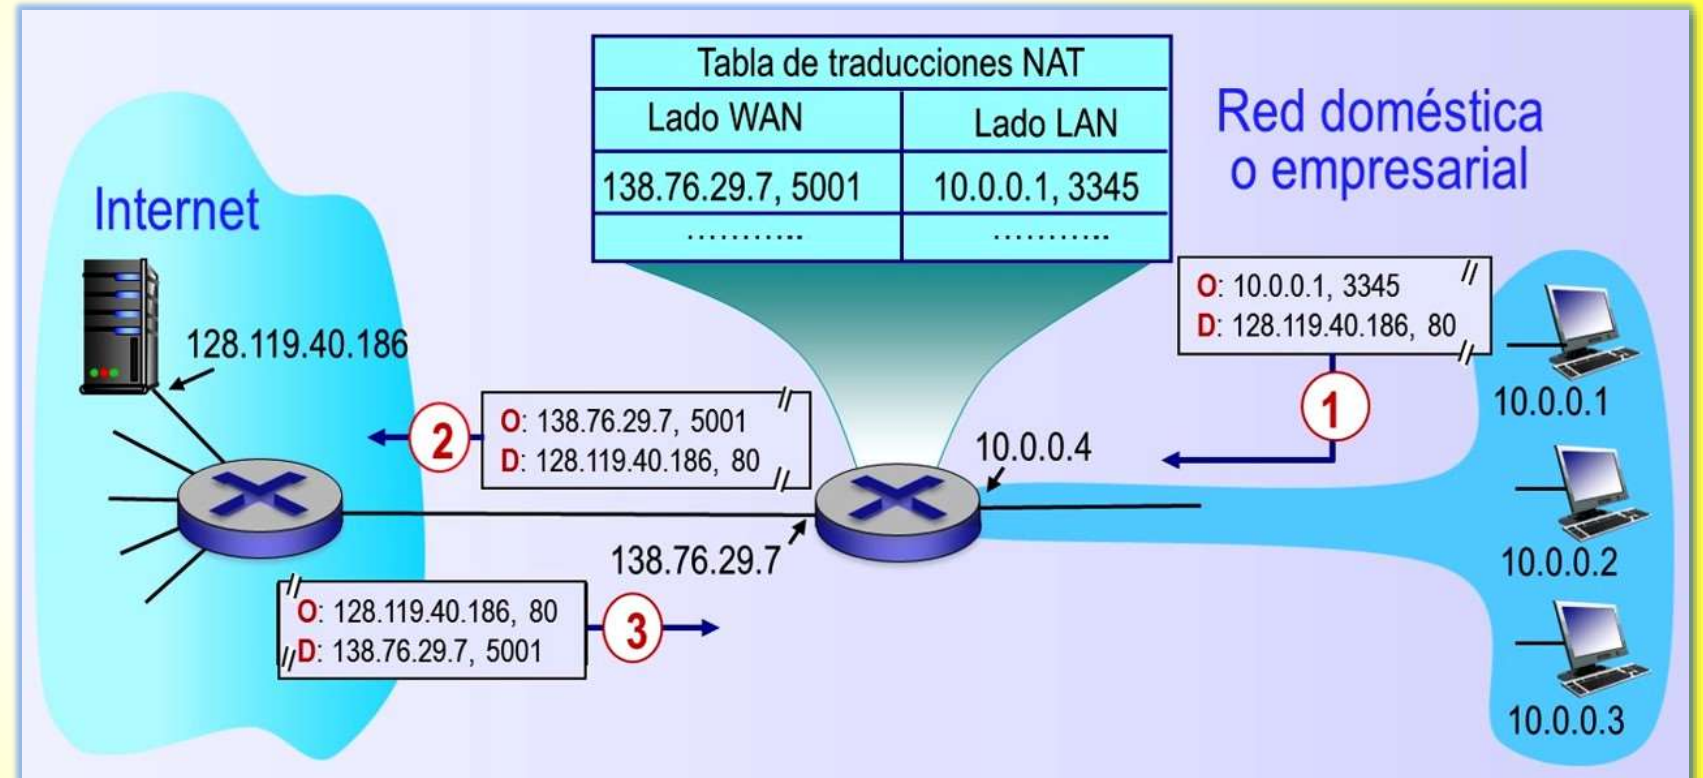 Tabla de traducciones NAT
Lado WAN
Lado LAN
138.76.29.7, 5001
10.0.0.1, 3345
………..
………..
Red doméstica
o empresarial
Internet
O: 10.0.0.1, 3345
D: 128.119.40.186, 80
128.119.40.186
1
10.0.0.1
O: 138.76.29.7, 5001
D: 128.119.40.186, 80
2
10.0.0.4
138.76.29.7
10.0.0.2
O: 128.119.40.186, 80
D: 138.76.29.7, 5001
3
10.0.0.3